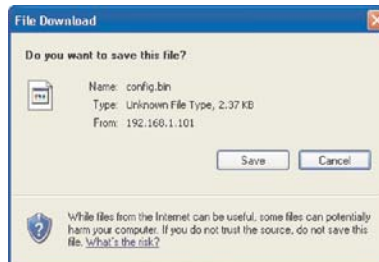 File Download
Do you want to save this file?
Name: config.bin
Type: Unknown File Type, 2.37 KB
From: 192.168.1.101
Save
Cancel
While files from the Internet can be useful, some files can potentially
harm your computer. If you do not trust the source, do not save this
file. What's the risk?